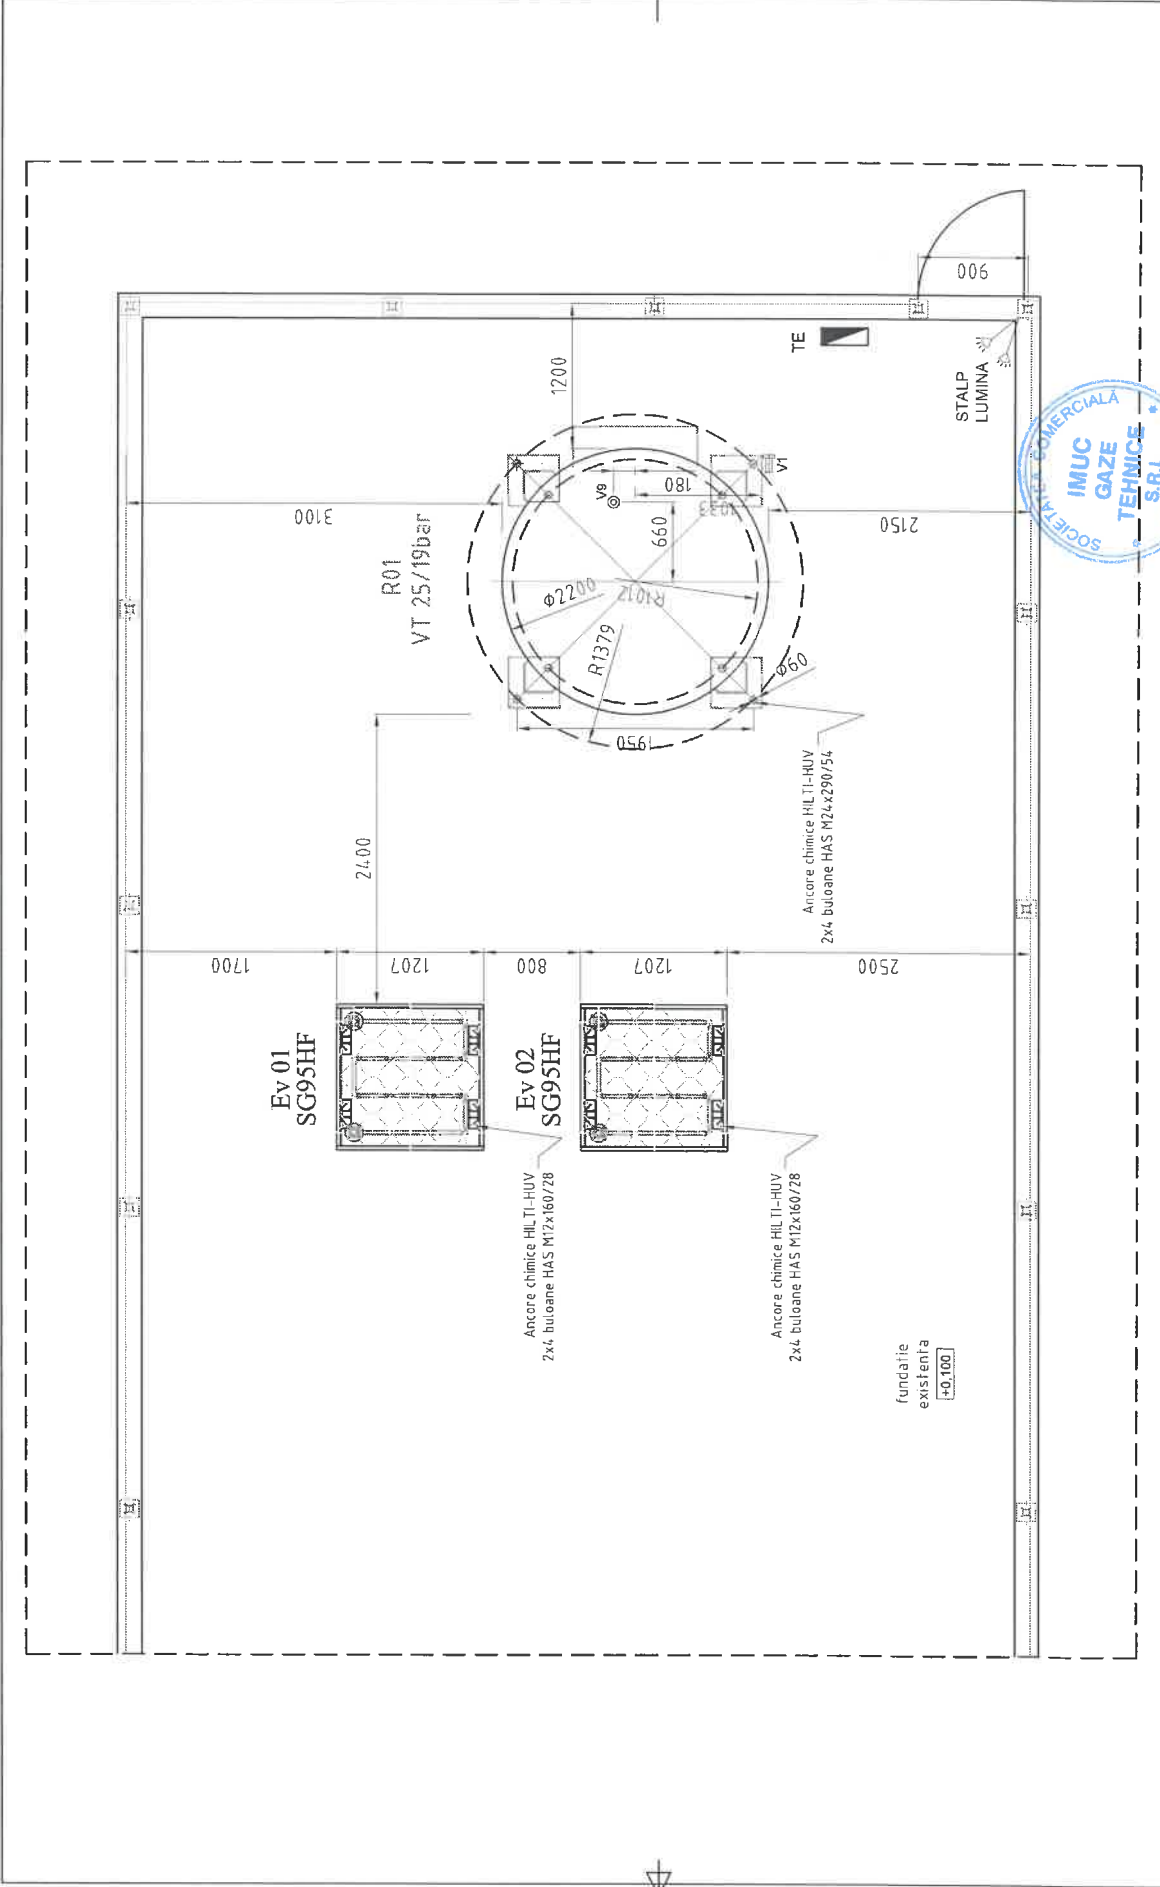 900
1200
TE
STALP
LUMINA
SOCIETATEA COMERCIALĂ
IMUC
GAZE
TEHNICE
S.R.L.
3100
R01
VT 25/19bar
V9
180
V1
660
2150
Φ2200
R1012
R1379
Φ60
1950
2400
Ancore chimice HILTI-HUV
2x4 buloane HAS M24x290/54
1700
1207
800
1207
2500
Ev 01
SG95HF
Ev 02
SG95HF
Ancore chimice HILTI-HUV
2x4 buloane HAS M12x160/28
Ancore chimice HILTI-HUV
2x4 buloane HAS M12x160/28
fundatie
existenta
+0,100